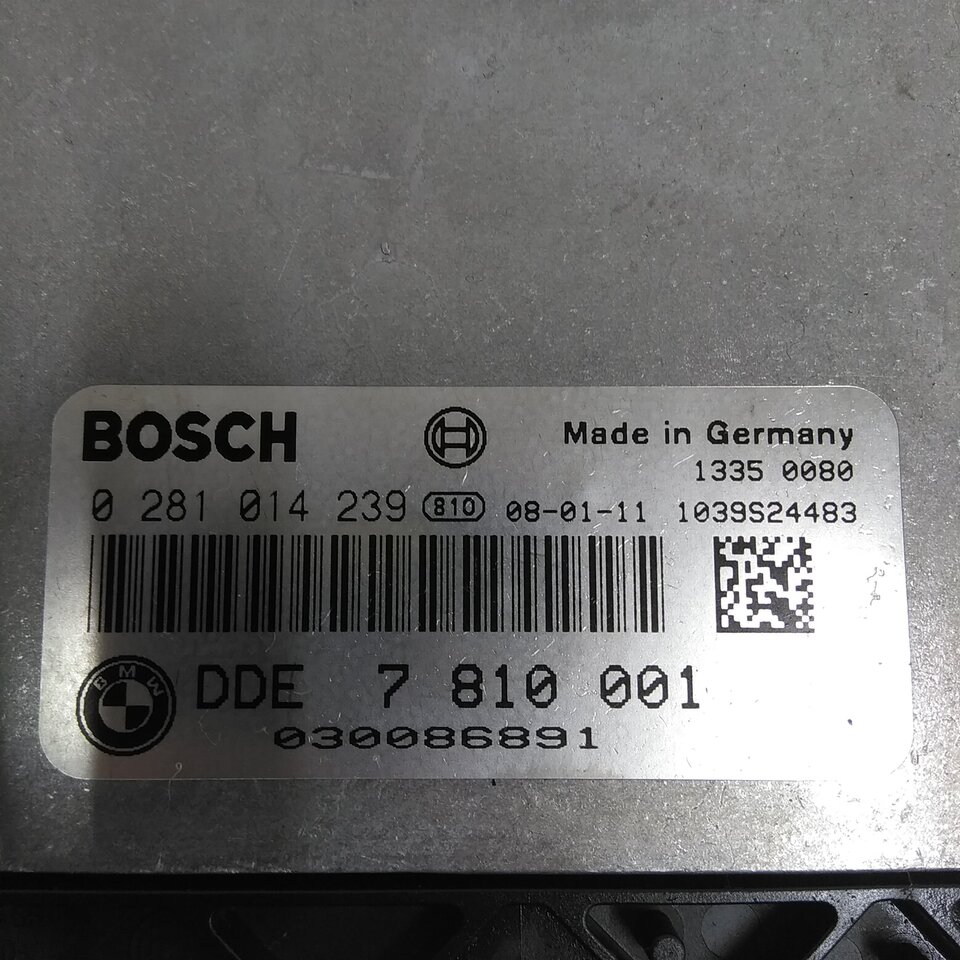 BOSCH
Made in Germany
1335 0080
0 281 014 239 810 08-01-11 1039S24483
BMW
DDE 7 810 001
030086891